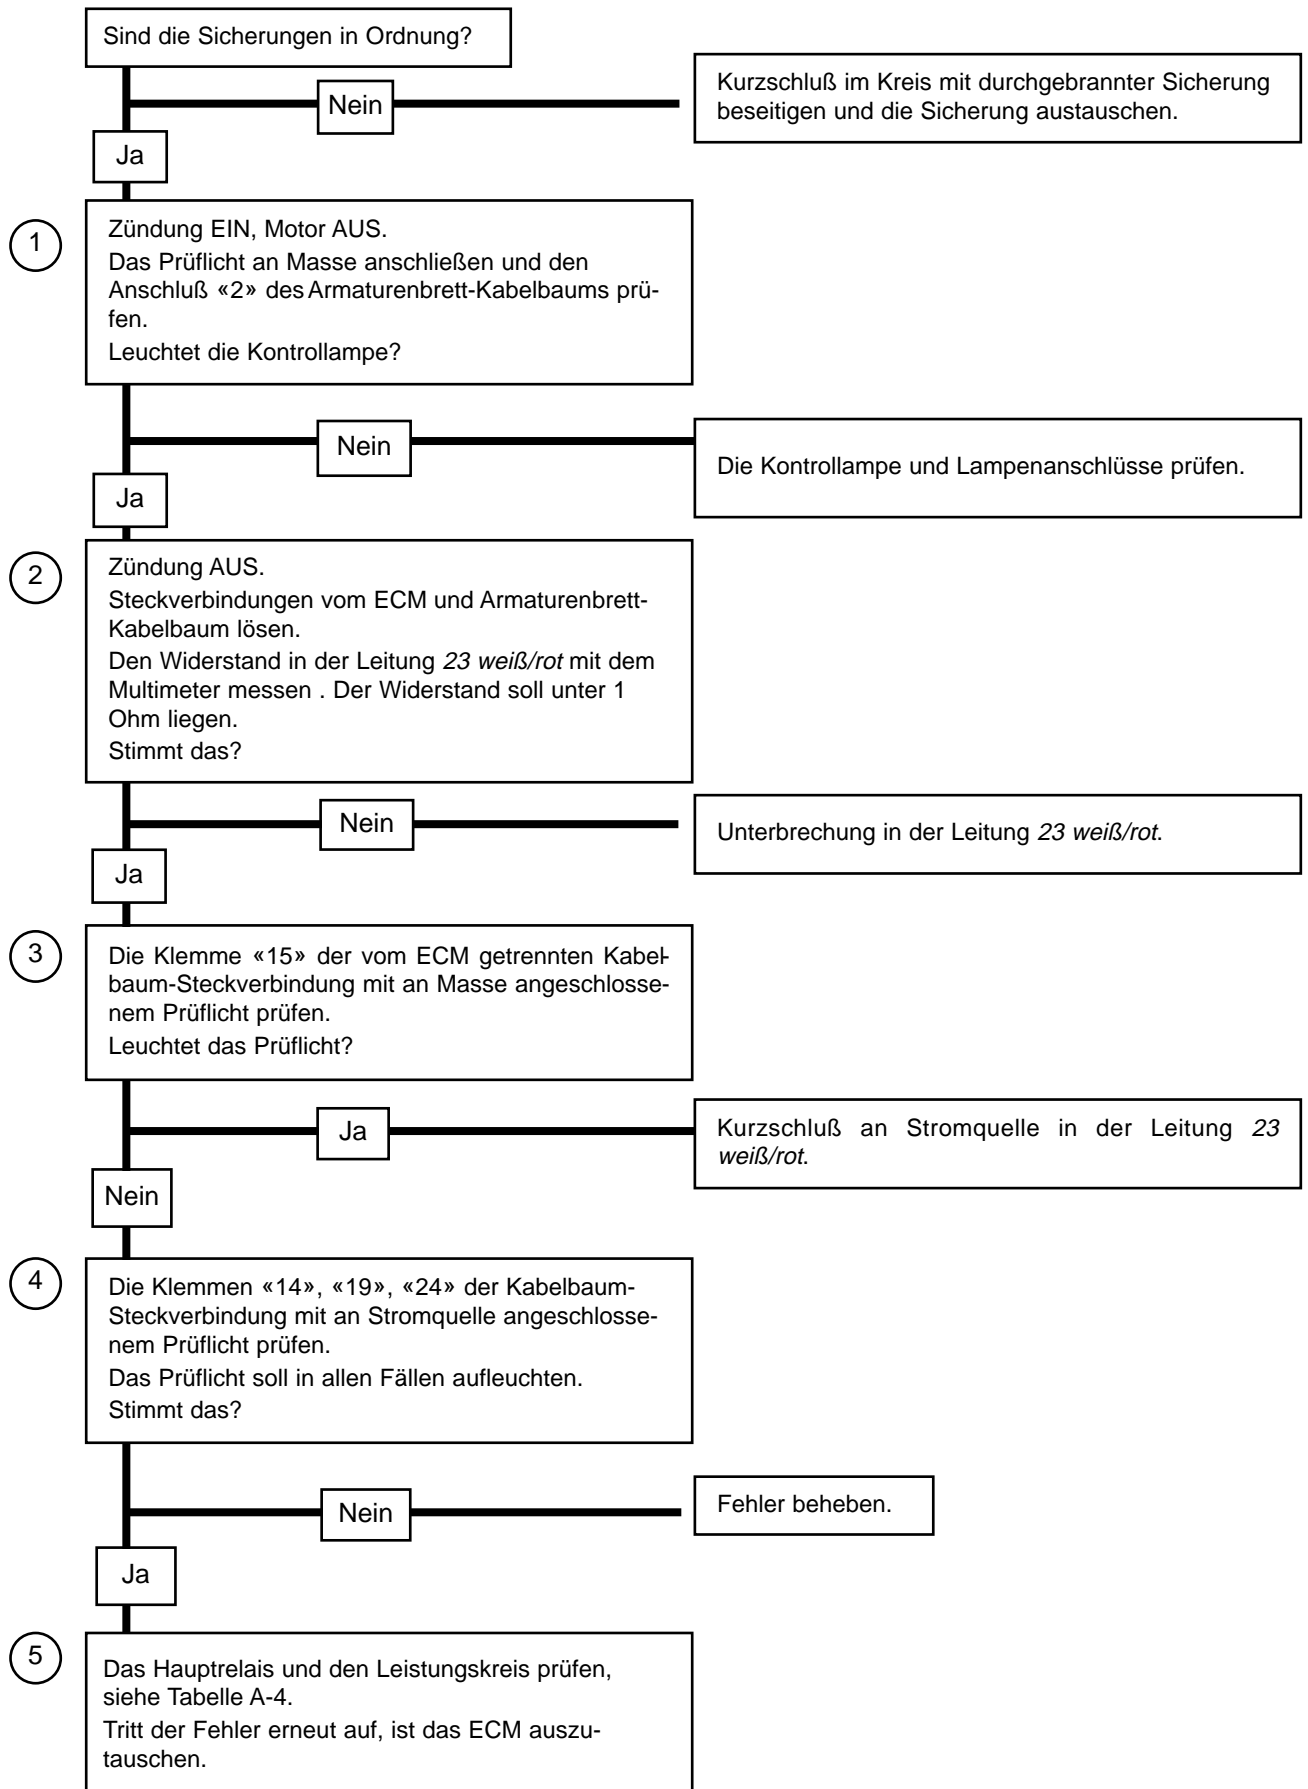 Sind die Sicherungen in Ordnung?
Nein
Kurzschluß im Kreis mit durchgebrannter Sicherung
beseitigen und die Sicherung austauschen.
Ja
1
Zündung EIN, Motor AUS.
Das Prüflicht an Masse anschließen und den
Anschluß «2» des Armaturenbrett-Kabelbaums prü-
fen.
Leuchtet die Kontrollampe?
Nein
Die Kontrollampe und Lampenanschlüsse prüfen.
Ja
2
Zündung AUS.
Steckverbindungen vom ECM und Armaturenbrett-
Kabelbaum lösen.
Den Widerstand in der Leitung 23 weiß/rot mit dem
Multimeter messen . Der Widerstand soll unter 1
Ohm liegen.
Stimmt das?
Nein
Unterbrechung in der Leitung 23 weiß/rot.
Ja
3
Die Klemme «15» der vom ECM getrennten Kabel-
baum-Steckverbindung mit an Masse angeschlosse-
nem Prüflicht prüfen.
Leuchtet das Prüflicht?
Ja
Kurzschluß an Stromquelle in der Leitung 23
weiß/rot.
Nein
4
Die Klemmen «14», «19», «24» der Kabelbaum-
Steckverbindung mit an Stromquelle angeschlosse-
nem Prüflicht prüfen.
Das Prüflicht soll in allen Fällen aufleuchten.
Stimmt das?
Nein
Fehler beheben.
Ja
5
Das Hauptrelais und den Leistungskreis prüfen,
siehe Tabelle A-4.
Tritt der Fehler erneut auf, ist das ECM auszu-
tauschen.